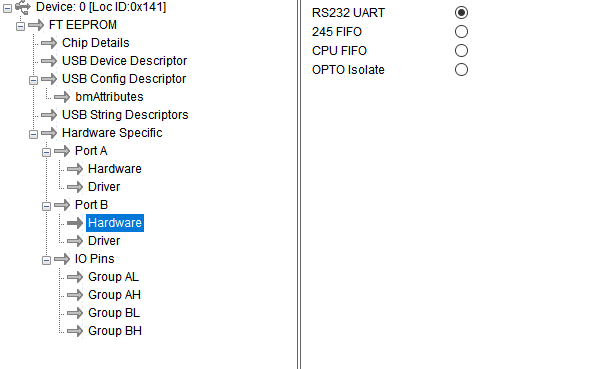 Device: 0 [Loc ID:0x141]
FT EEPROM
Chip Details
USB Device Descriptor
USB Config Descriptor
bmAttributes
USB String Descriptors
Hardware Specific
Port A
Hardware
Driver
Port B
Hardware
Driver
IO Pins
Group AL
Group AH
Group BL
Group BH
RS232 UART
245 FIFO
CPU FIFO
OPTO Isolate